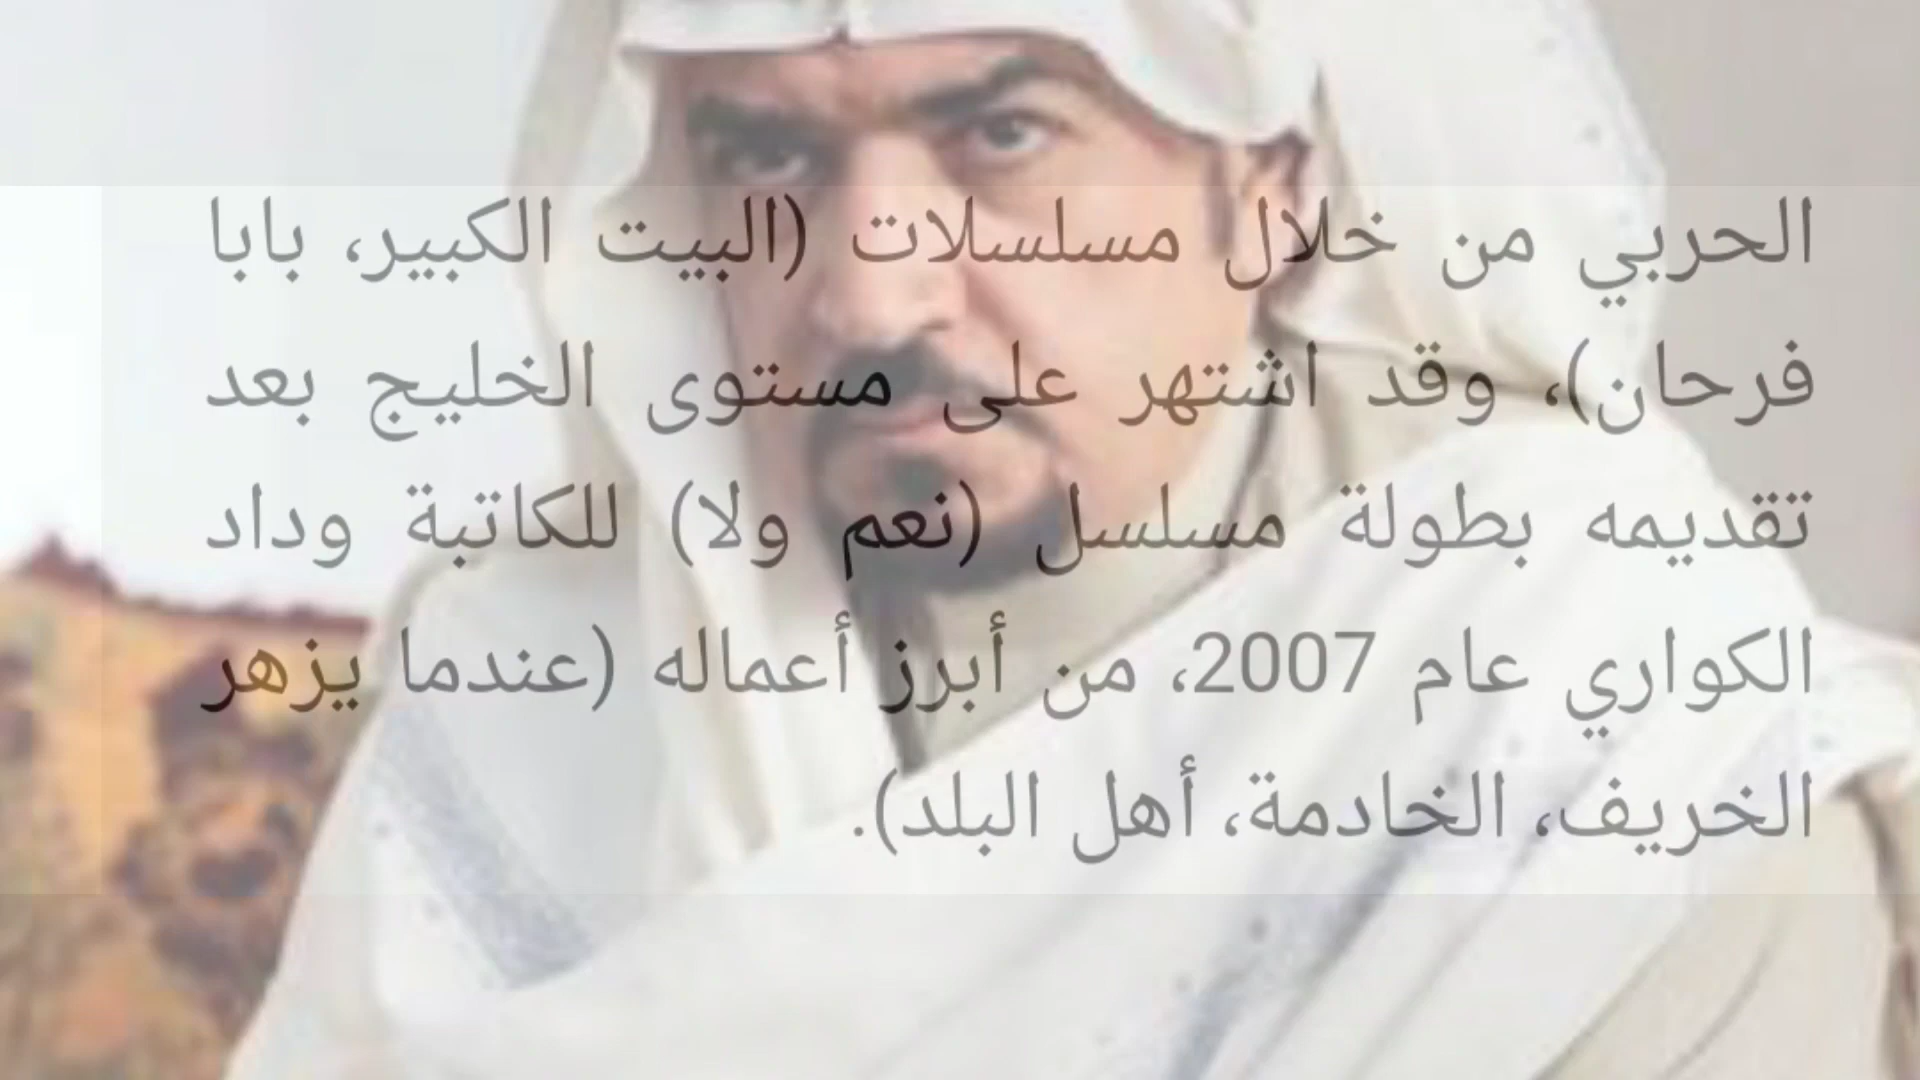 الحربي من خلال مسلسلات (البيت الكبير، بابا
فرحان)، وقد اشتهر على مستوى الخليج بعد
تقديمه بطولة مسلسل (نعم ولا) للكاتبة وداد
الكواري عام 2007، من أبرز أعماله (عندما يزهر
الخريف، الخادمة، أهل البلد).